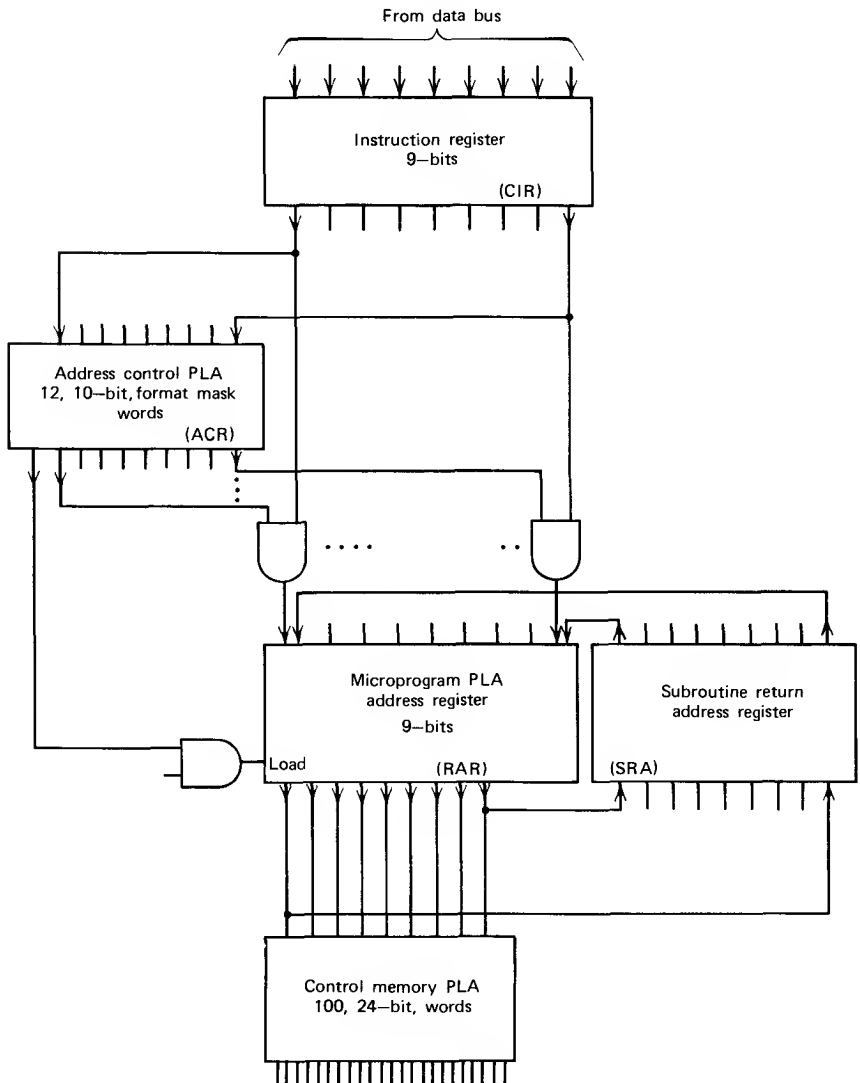 From data bus
Instruction register
9—bits
(CIR)
Address control PLA
12, 10—bit, format mask
words
(ACR)
Microprogram PLA
address register
9—bits
Load
(RAR)
Subroutine return
address register
(SRA)
Control memory PLA
100, 24—bit, words